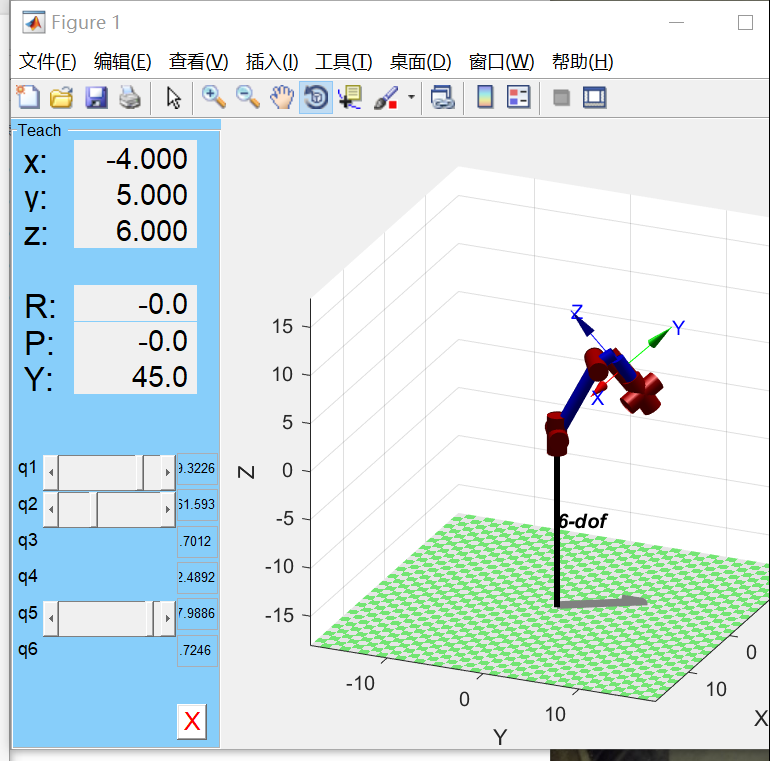 Figure 1
文件(F) 编辑(E) 查看(V) 插入(I) 工具(T) 桌面(D) 窗口(W) 帮助(H)
Teach
x: -4.000
y: 5.000
z: 6.000
R: -0.0
P: -0.0
Y: 45.0
q1 9.3226
q2 61.593
q3 .7012
q4 2.4892
q5 7.9886
q6 .7246
X
15
10
5
0
-5
-10
-15
Z
Z
Y
X
6-dof
-10
0
10
Y
0
10
X